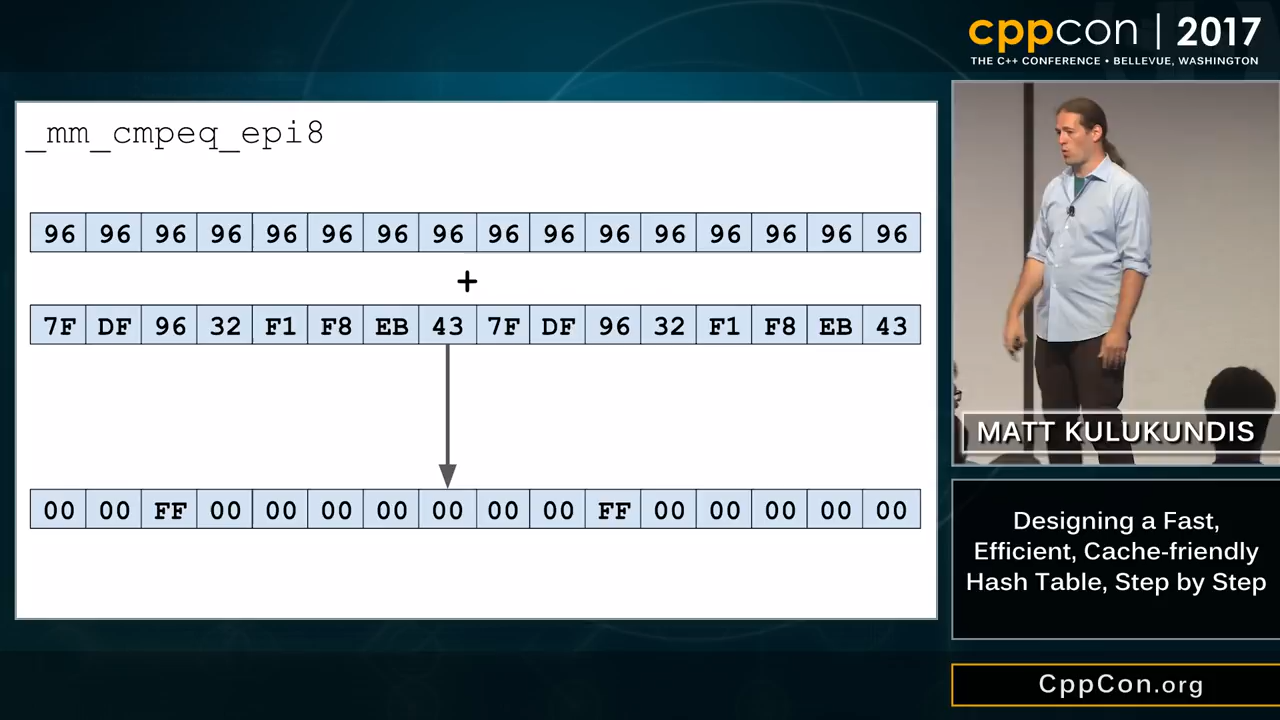 cppcon | 2017
THE C++ CONFERENCE • BELLEVUE, WASHINGTON
_mm_cmpeq_epi8
96 96 96 96 96 96 96 96 96 96 96 96 96 96 96 96
+
7F DF 96 32 F1 F8 EB 43 7F DF 96 32 F1 F8 EB 43
00 00 FF 00 00 00 00 00 00 00 FF 00 00 00 00 00
MATT KULUKUNDIS
Designing a Fast,
Efficient, Cache-friendly
Hash Table, Step by Step
CppCon.org